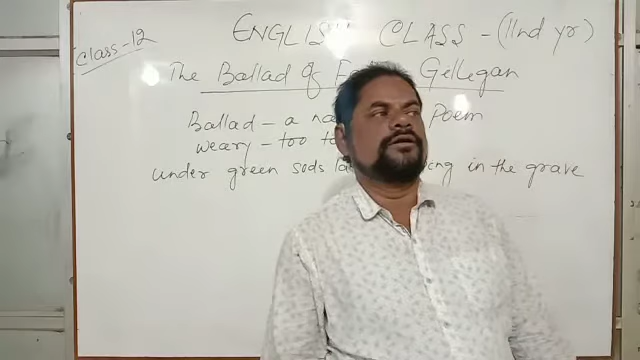 Class-12
ENGLISH CLASS - (IInd yr)
The Ballad of Gillegan
Ballad - a Poem
weary - too
under green sods in the grave